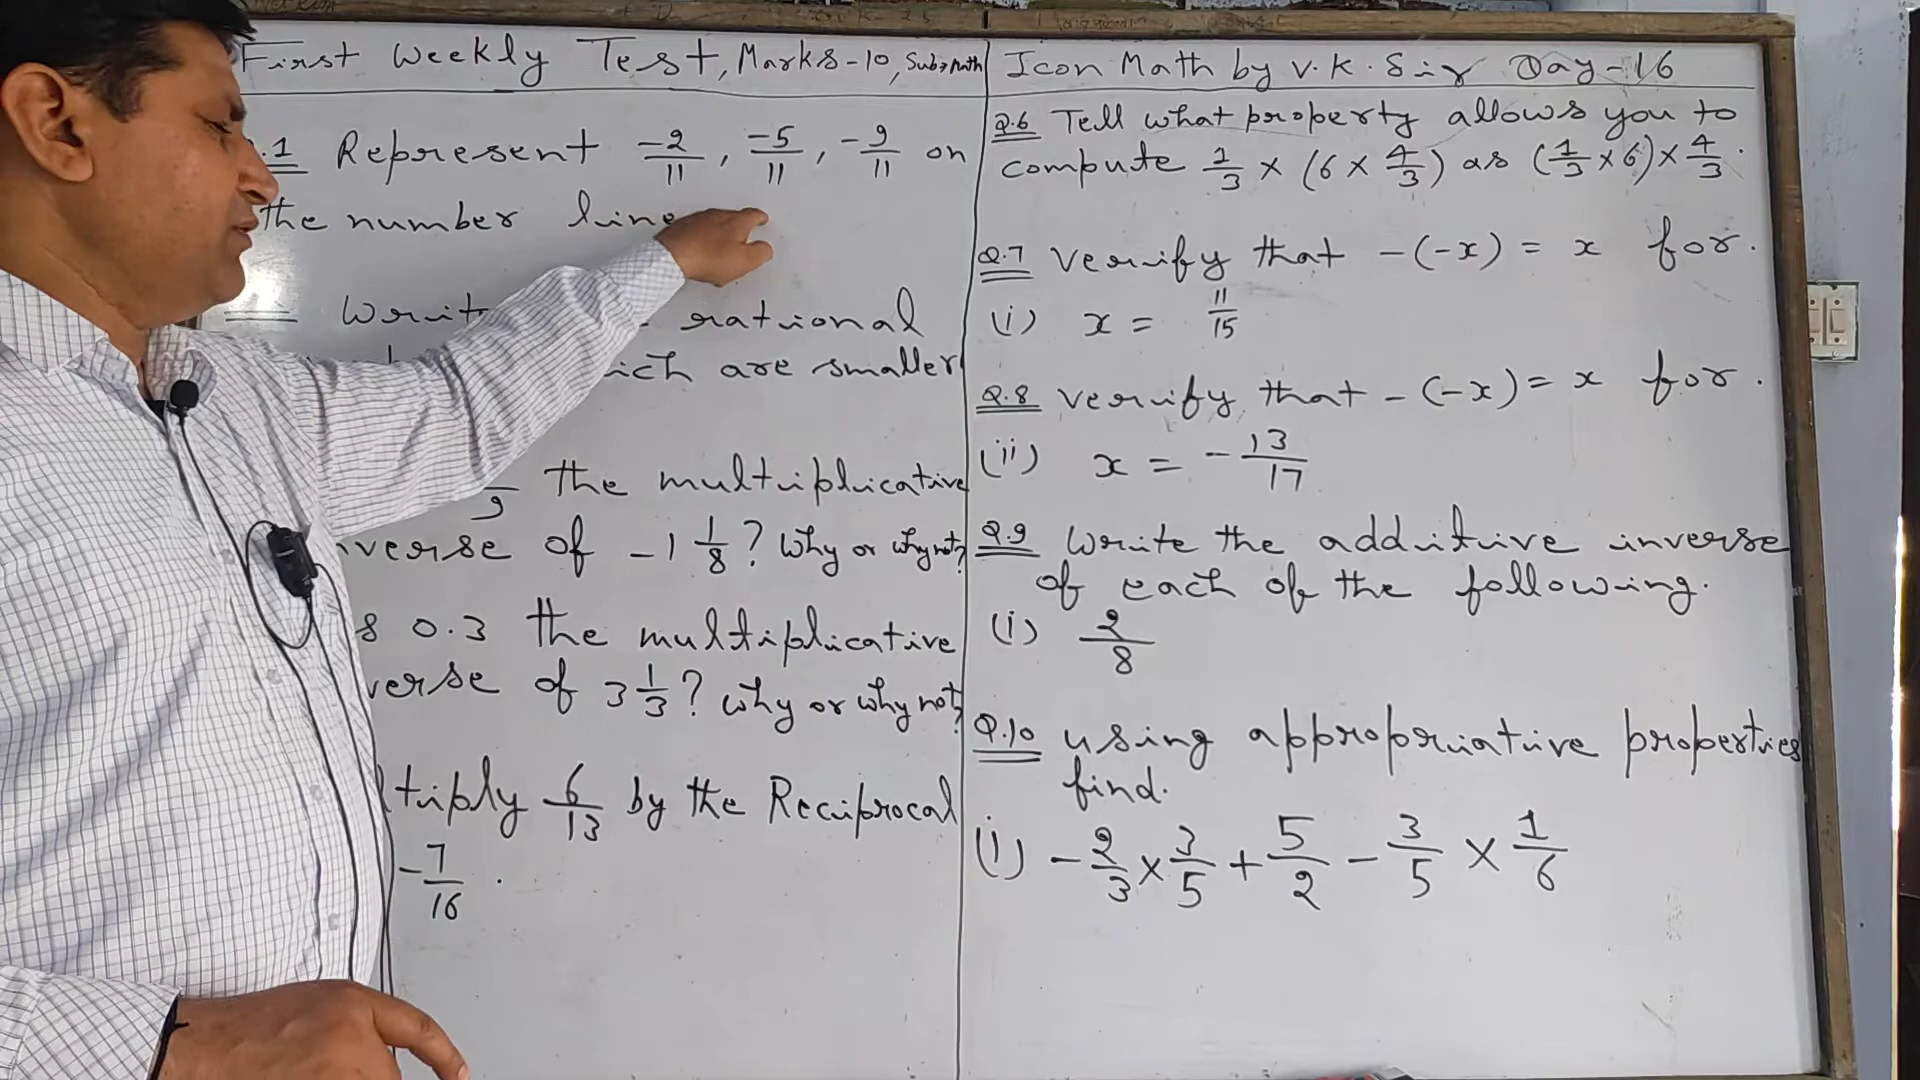 First Weekly Test, Marks-10, Sub→Math
.1 Represent -2/11, -5/11, -9/11 on
the number line
rational
ich are smaller
9 the multiplicative
verse of -1 1/8? Why or why not?
s 0.3 the multiplicative
verse of 3 1/3? Why or why not?
ltiply 6/13 by the Reciprocal
-7/16.
Icon Math by V.K. Sir Day-16
Q.6 Tell what property allows you to
compute 1/3 × (6 × 4/3) as (1/3 × 6) × 4/3.
Q.7 Verify that -(-x) = x for.
(i) x = 11/15
Q.8 Verify that -(-x) = x for.
(ii) x = -13/17
Q.9 Write the additive inverse
of each of the following.
(i) 2/8
Q.10 using appropriative properties
find.
(i) -2/3 × 3/5 + 5/2 - 3/5 × 1/6